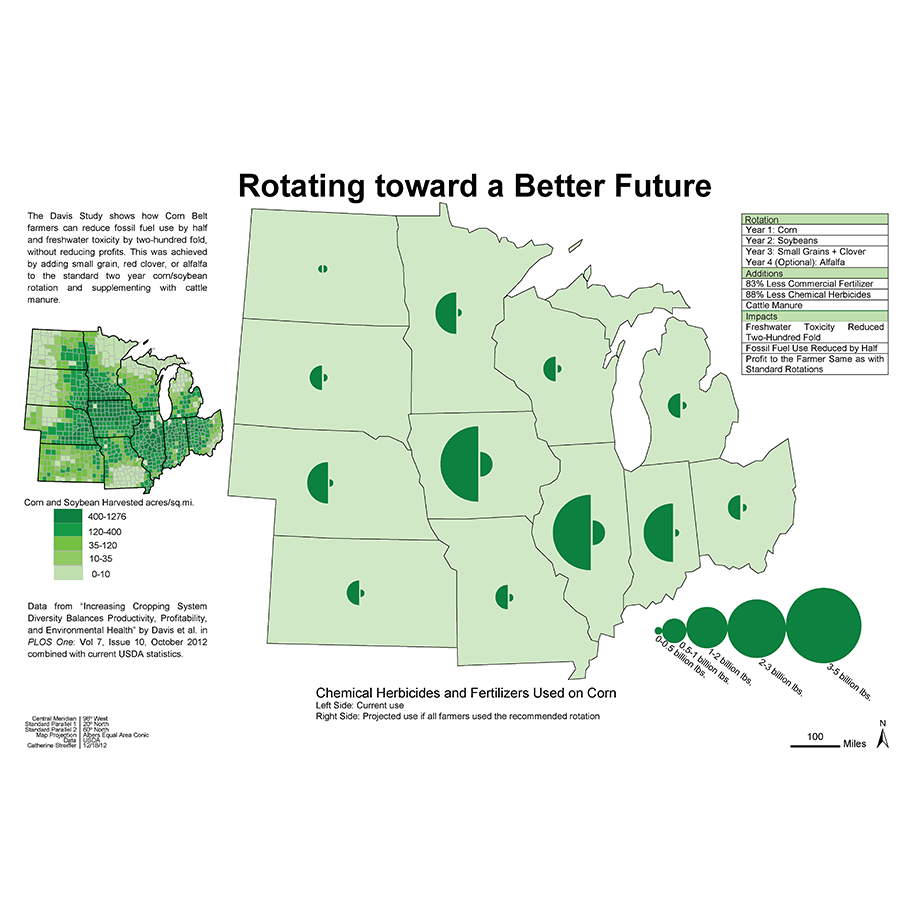 Rotating toward a Better Future
The Davis Study shows how Corn Belt
farmers can reduce fossil fuel use by half
and freshwater toxicity by two-hundred fold,
without reducing profits. This was achieved
by adding small grain, red clover, or alfalfa
to the standard two year corn/soybean
rotation and supplementing with cattle
manure.
Corn and Soybean Harvested acres/sq.mi.
400-1276
120-400
35-120
10-35
0-10
Data from "Increasing Cropping System
Diversity Balances Productivity, Profitability,
and Environmental Health" by Davis et al. in
PLOS One: Vol 7, Issue 10, October 2012
combined with current USDA statistics.
Central Meridian | 96º West
Standard Parallel 1 | 20º North
Standard Parallel 2 | 60º North
Map Projection | Albers Equal Area Conic
Data | USDA
Catherine Streiffer | 12/18/12
Rotation
Year 1: Corn
Year 2: Soybeans
Year 3: Small Grains + Clover
Year 4 (Optional): Alfalfa
Additions
83% Less Commercial Fertilizer
88% Less Chemical Herbicides
Cattle Manure
Impacts
Freshwater Toxicity Reduced
Two-Hundred Fold
Fossil Fuel Use Reduced by Half
Profit to the Farmer Same as with
Standard Rotations
0-0.5 billion lbs.
0.5-1 billion lbs.
1-2 billion lbs.
2-3 billion lbs.
3-5 billion lbs.
Chemical Herbicides and Fertilizers Used on Corn
Left Side: Current use
Right Side: Projected use if all farmers used the recommended rotation
100 Miles
N